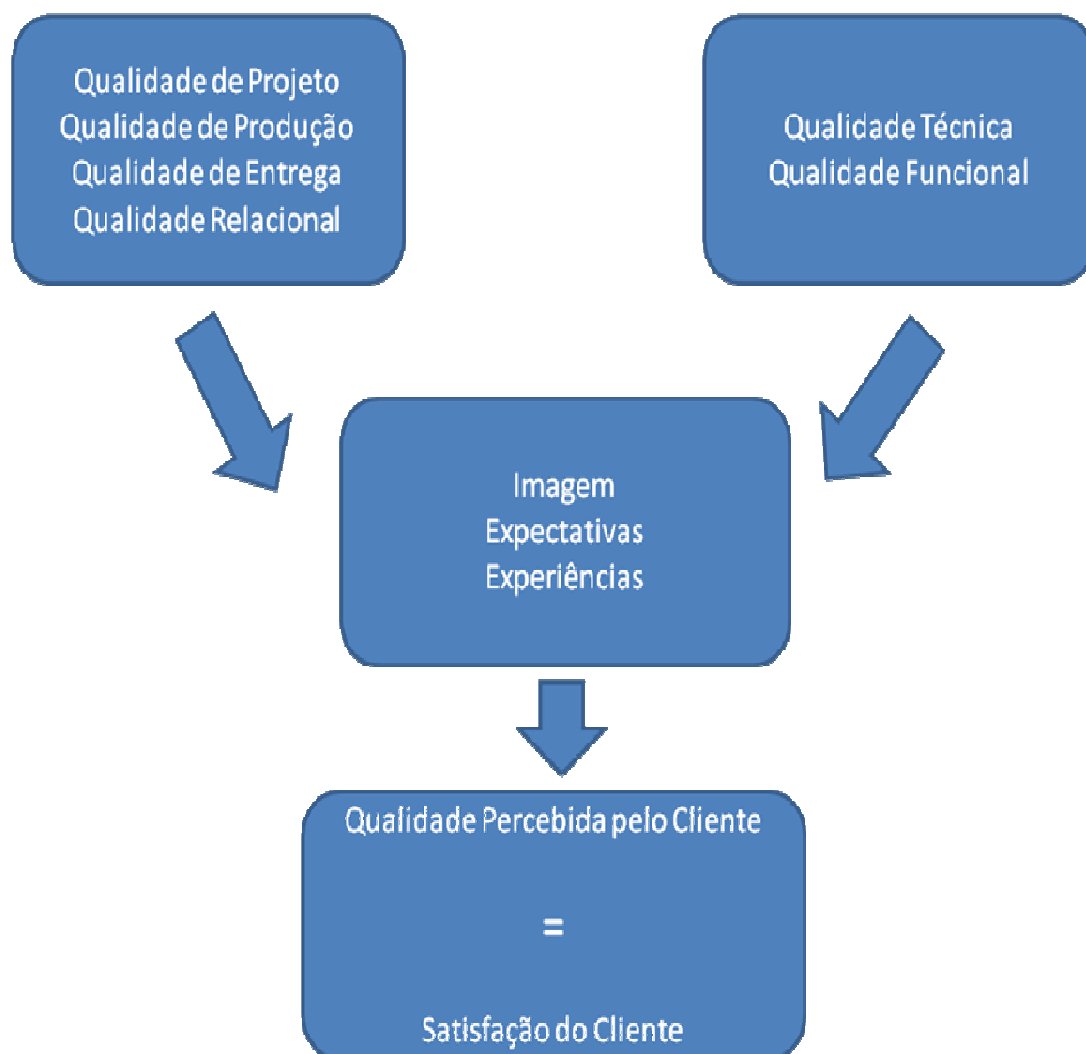 Qualidade de Projeto
Qualidade de Produção
Qualidade de Entrega
Qualidade Relacional
Qualidade Técnica
Qualidade Funcional
Imagem
Expectativas
Experiências
Qualidade Percebida pelo Cliente
=
Satisfação do Cliente